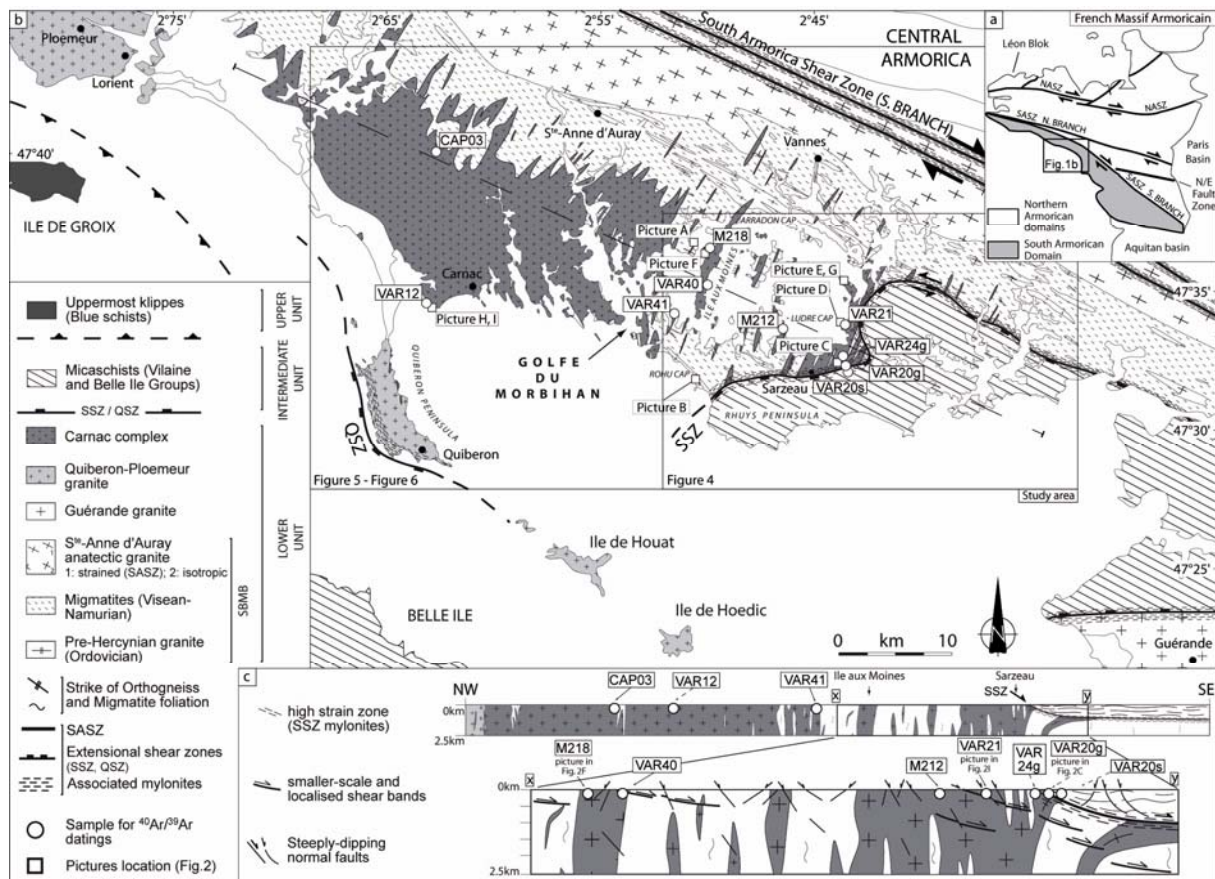 b
2°75'
2°65'
2°55'
2°45'
Ploemeur
Lorient
South Armorica Shear Zone (S. BRANCH)
CENTRAL
ARMORICA
Ste-Anne d'Auray
Vannes
CAP03
47°40'
ILE DE GROIX
ARRADON CAP
Picture A
M218
Picture F
ILE AUX MOINES
Picture E, G
Picture D
VAR40
VAR12
Carnac
Picture H, I
VAR41
M212
LUDRE CAP
VAR21
Picture C
VAR24g
VAR20g
VAR20s
47°35'
GOLFE
DU
MORBIHAN
ROHU CAP
Sarzeau
Picture B
RHUYS PENINSULA
SSZ
QUIBERON PENINSULA
QSZ
Quiberon
47°30'
Figure 5 - Figure 6
Figure 4
Study area
Ile de Houat
47°25'
BELLE ILE
Ile de Hoedic
0 km 10
N
Guérande
a
French Massif Armoricain
Léon Blok
NASZ
NASZ
SASZ N. BRANCH
Paris
Basin
Fig.1b
SASZ S. BRANCH
N/E
Fault
Zone
Northern
Armorican
domains
South Armorican
Domain
Aquitan basin
Uppermost klippes
(Blue schists)
UPPER
UNIT
Micaschists (Vilaine
and Belle Ile Groups)
INTERMEDIATE
UNIT
SSZ / QSZ
Carnac complex
Quiberon-Ploemeur
granite
Guérande granite
LOWER
UNIT
Ste-Anne d'Auray
anatectic granite
1: strained (SASZ); 2: isotropic
Migmatites (Visean-
Namurian)
SBMB
Pre-Hercynian granite
(Ordovician)
Strike of Orthogneiss
and Migmatite foliation
SASZ
Extensional shear zones
(SSZ, QSZ)
Associated mylonites
Sample for 40Ar/39Ar
datings
Pictures location (Fig.2)
c
NW
SE
CAP03
VAR12
VAR41
Ile aux Moines
Sarzeau
SSZ
x
y
0km
2.5km
high strain zone
(SSZ mylonites)
smaller-scale and
localised shear bands
Steeply-dipping
normal faults
M218
picture in
Fig. 2F
VAR40
M212
VAR21
picture in
Fig. 2I
VAR
24g
VAR20g
picture in
Fig. 2C
VAR20s
x
y
0km
2.5km